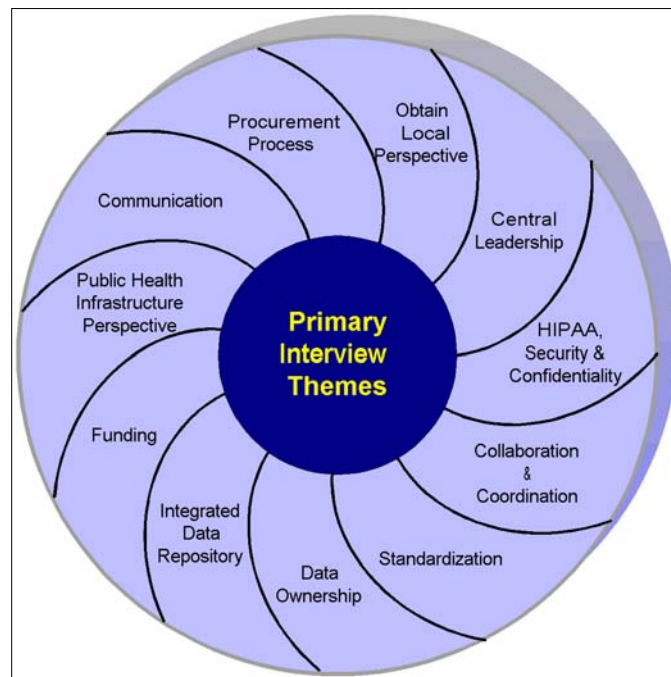 Primary
Interview
Themes
Obtain
Local
Perspective
Central
Leadership
HIPAA,
Security &
Confidentiality
Collaboration
&
Coordination
Standardization
Data
Ownership
Integrated
Data
Repository
Funding
Public Health
Infrastructure
Perspective
Communication
Procurement
Process